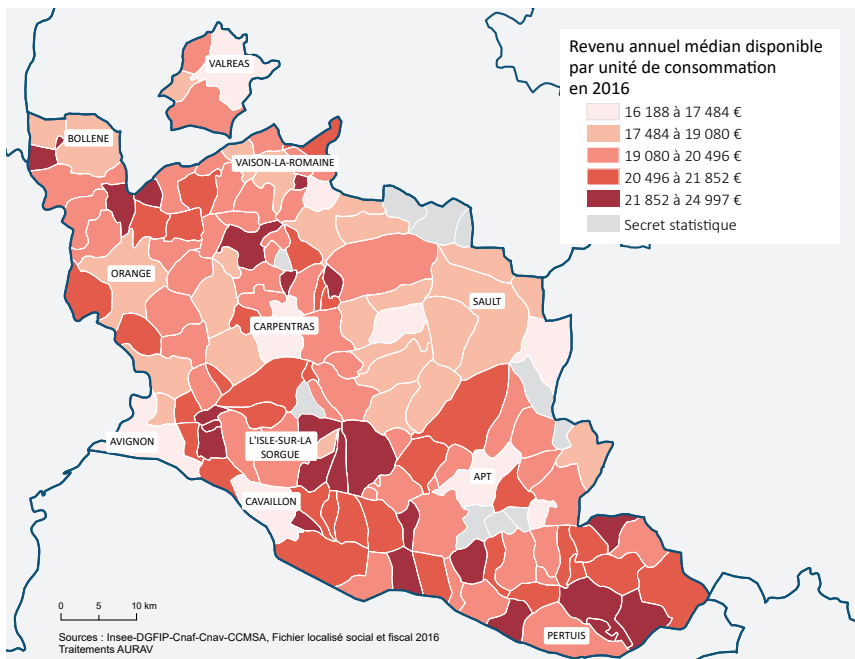 Revenu annuel médian disponible
par unité de consommation
en 2016
16 188 à 17 484 €
17 484 à 19 080 €
19 080 à 20 496 €
20 496 à 21 852 €
21 852 à 24 997 €
Secret statistique
VALREAS
BOLLENE
VAISON-LA-ROMAINE
ORANGE
SAULT
CARPENTRAS
AVIGNON
L'ISLE-SUR-LA
SORGUE
APT
CAVAILLON
PERTUIS
0 5 10 km
Sources : Insee-DGFIP-Cnaf-Cnav-CCMSA, Fichier localisé social et fiscal 2016
Traitements AURAV